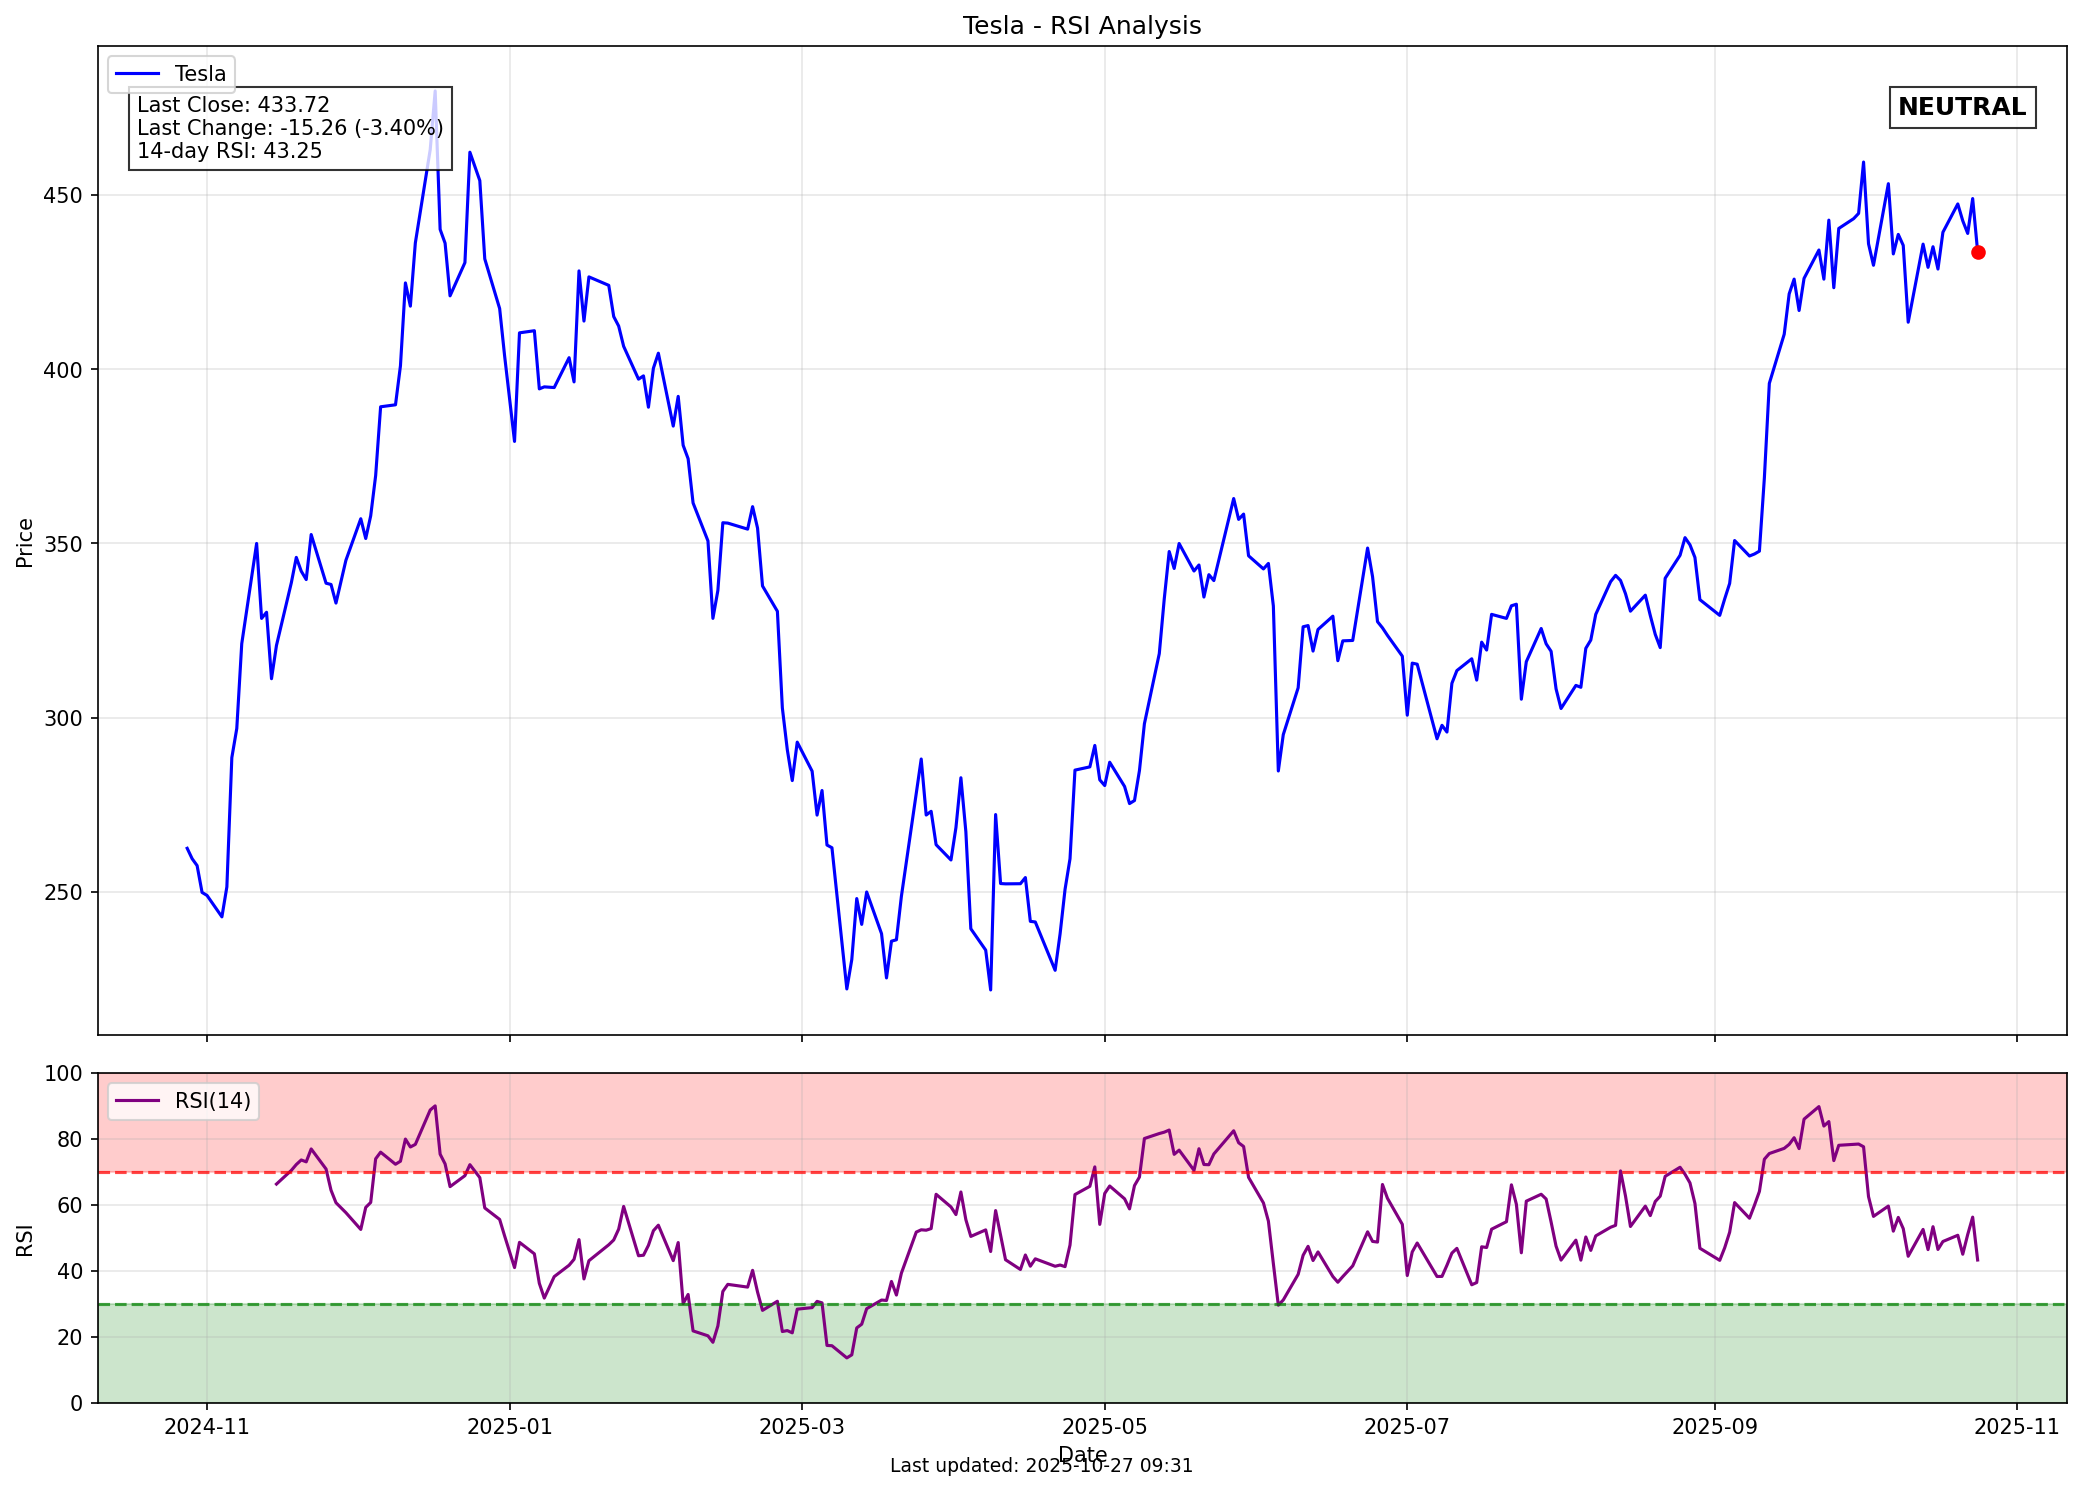 Tesla - RSI Analysis
Tesla
Last Close: 433.72
Last Change: -15.26 (-3.40%)
14-day RSI: 43.25
NEUTRAL
Price
450
400
350
300
250
RSI(14)
RSI
100
80
60
40
20
0
2024-11
2025-01
2025-03
2025-05
2025-07
2025-09
2025-11
Date
Last updated: 2025-10-27 09:31